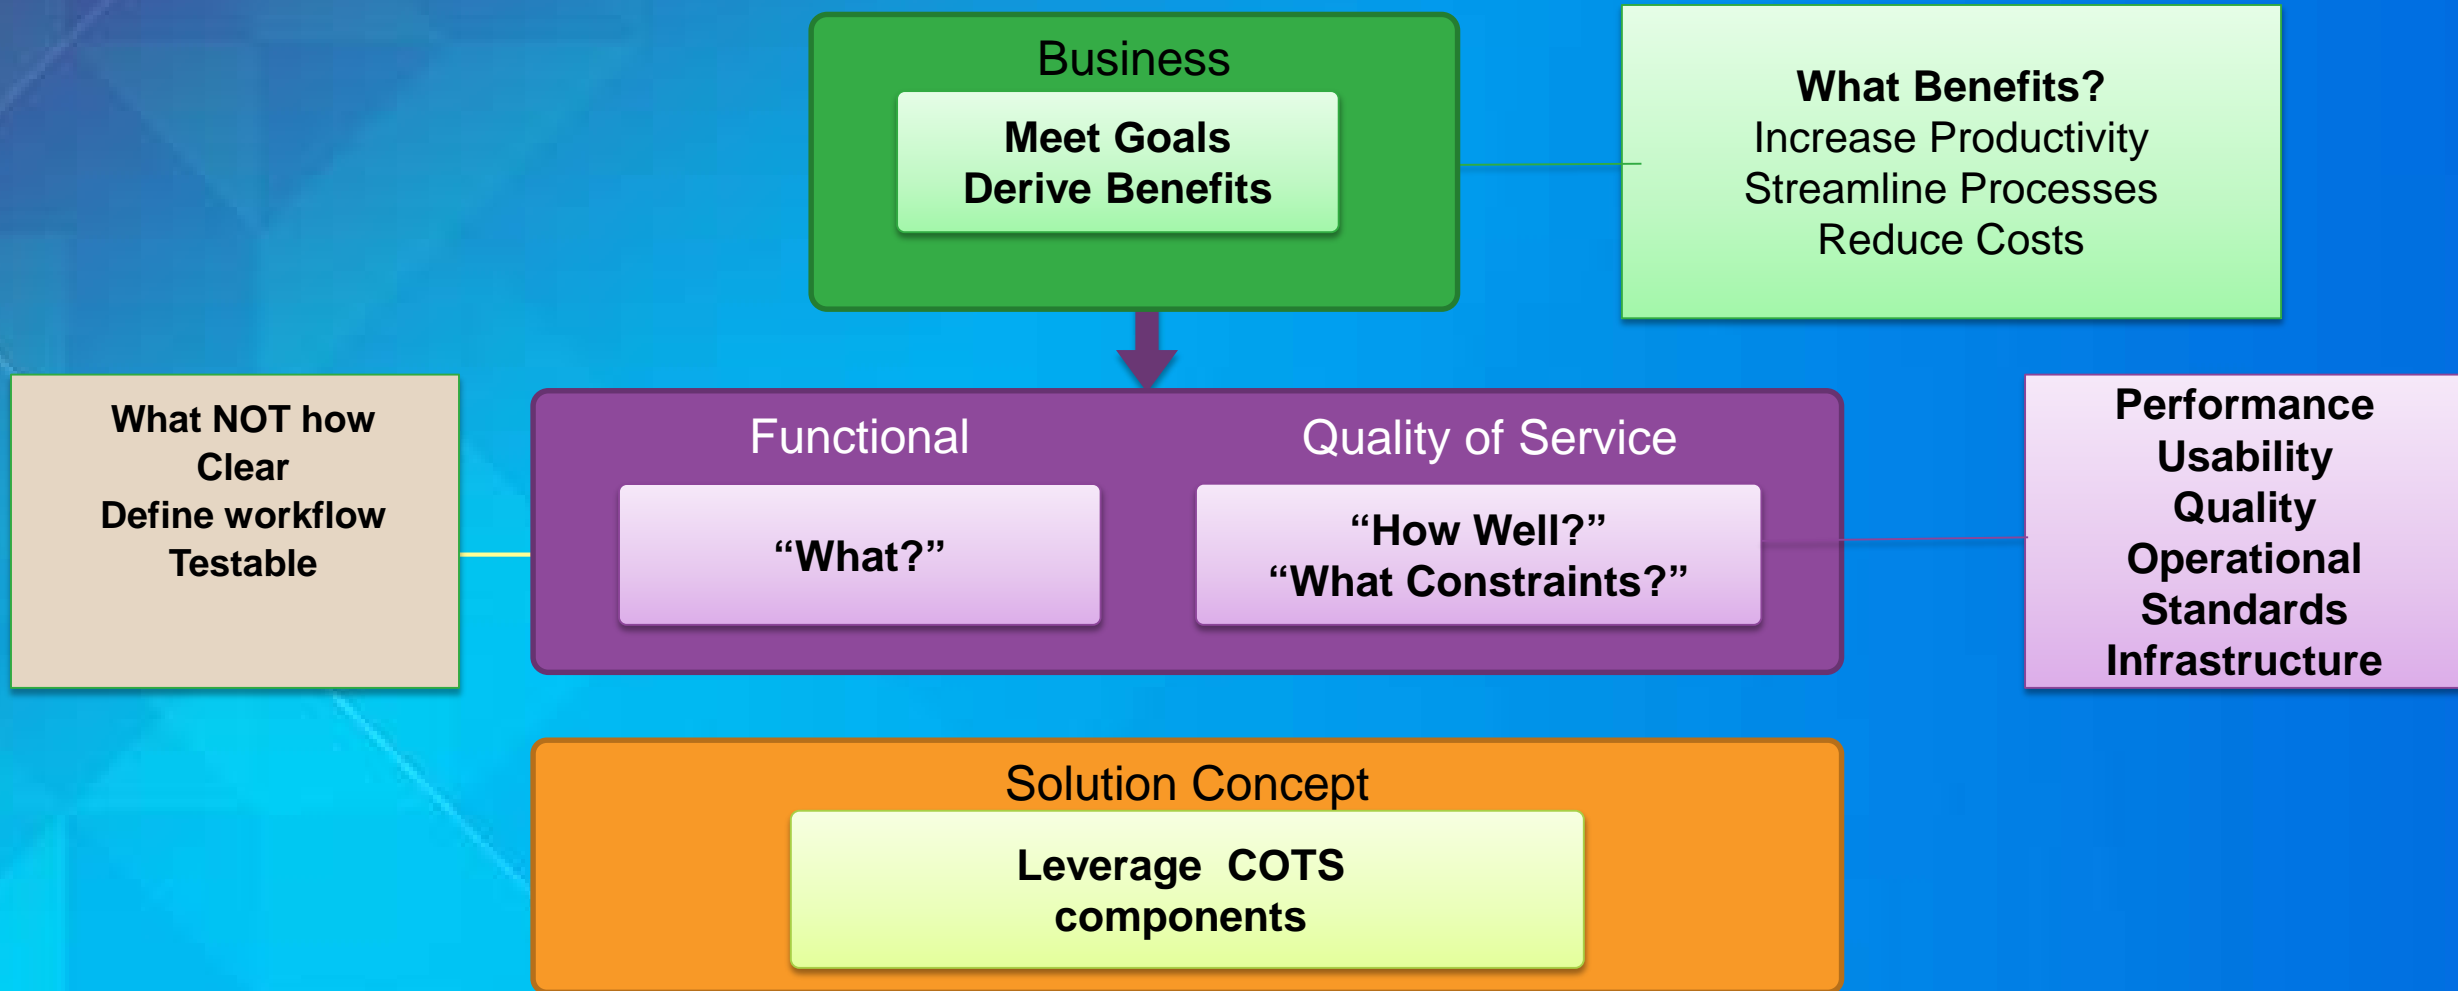 Business
Meet Goals
Derive Benefits
What Benefits?
Increase Productivity
Streamline Processes
Reduce Costs
What NOT how
Clear
Define workflow
Testable
Functional
“What?”
Quality of Service
“How Well?”
“What Constraints?”
Performance
Usability
Quality
Operational
Standards
Infrastructure
Solution Concept
Leverage  COTS
components